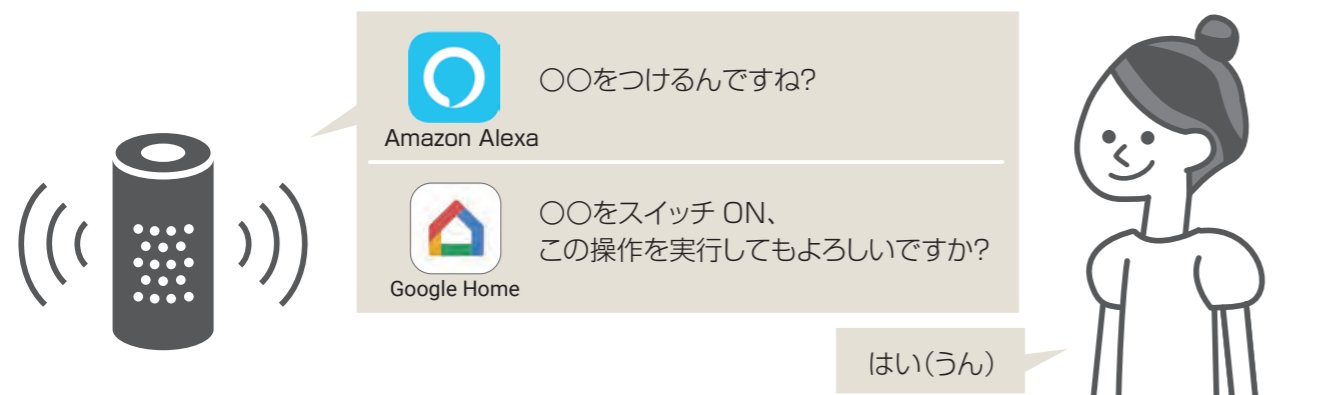 〇〇をつけるんですね?
Amazon Alexa
〇〇をスイッチ ON、
この操作を実行してもよろしいですか?
Google Home
はい(うん)